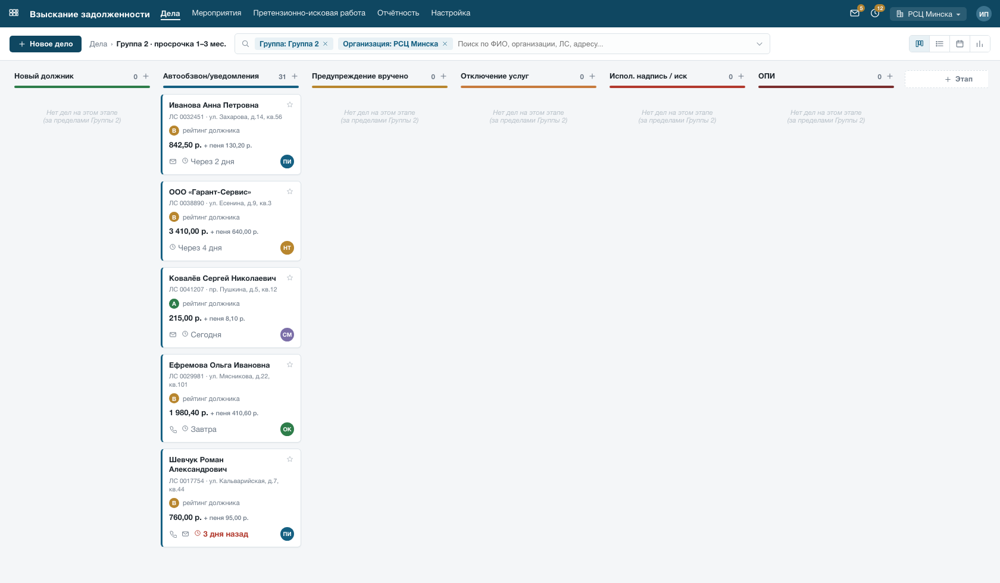 Взыскание задолженности Дела Мероприятия Претензионно-исковая работа Отчётность Настройка 5 12 РСЦ Минска ИП
+ Новое дело Дела › Группа 2 · просрочка 1–3 мес. Группа: Группа 2 × Организация: РСЦ Минска × Поиск по ФИО, организации, ЛС, адресу...
Новый должник 0 +
Нет дел на этом этапе
(за пределами Группы 2)
Автообзвон/уведомления 31 +
Иванова Анна Петровна
ЛС 0032451 · ул. Захарова, д.14, кв.56
B рейтинг должника
842,50 р. + пеня 130,20 р.
Через 2 дня ПИ
ООО «Гарант-Сервис»
ЛС 0038890 · ул. Есенина, д.9, кв.3
B рейтинг должника
3 410,00 р. + пеня 640,00 р.
Через 4 дня НТ
Ковалёв Сергей Николаевич
ЛС 0041207 · пр. Пушкина, д.5, кв.12
A рейтинг должника
215,00 р. + пеня 8,10 р.
Сегодня СМ
Ефремова Ольга Ивановна
ЛС 0029981 · ул. Мясникова, д.22,
кв.101
B рейтинг должника
1 980,40 р. + пеня 410,60 р.
Завтра ОК
Шевчук Роман
Александрович
ЛС 0017754 · ул. Кальварийская, д.7,
кв.44
B рейтинг должника
760,00 р. + пеня 95,00 р.
3 дня назад ПИ
Предупреждение вручено 0 +
Нет дел на этом этапе
(за пределами Группы 2)
Отключение услуг 0 +
Нет дел на этом этапе
(за пределами Группы 2)
Испол. надпись / иск 0 +
Нет дел на этом этапе
(за пределами Группы 2)
ОПИ 0 +
Нет дел на этом этапе
(за пределами Группы 2)
+ Этап